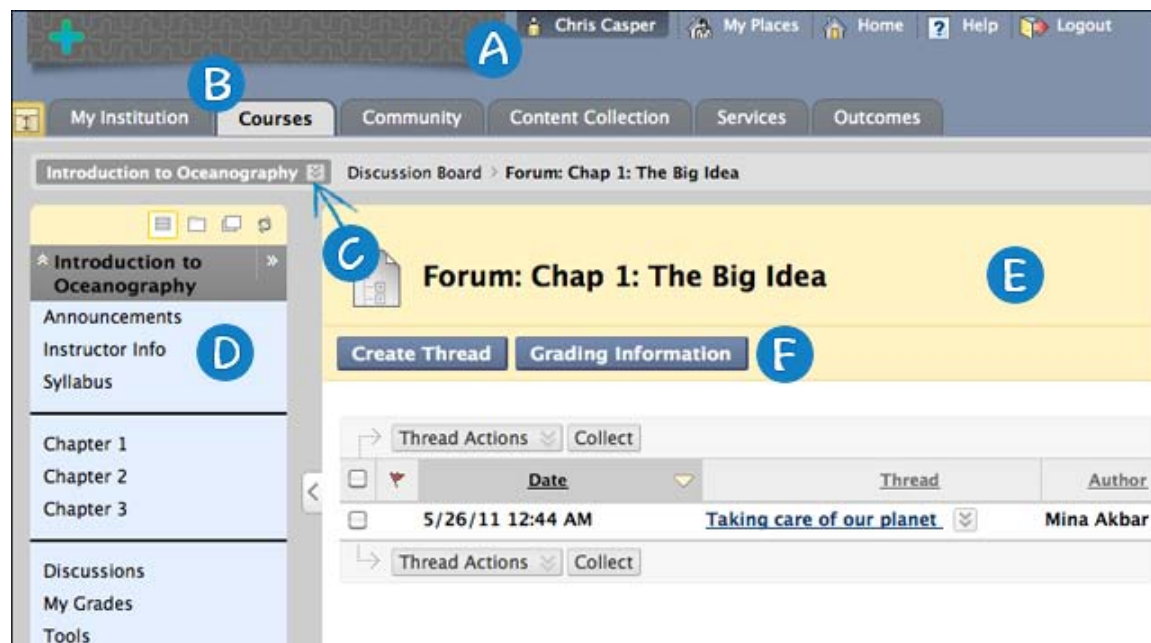 A Chris Casper My Places Home ? Help Logout
B
My Institution Courses Community Content Collection Services Outcomes
Introduction to Oceanography Discussion Board > Forum: Chap 1: The Big Idea
C
Introduction to
Oceanography
Forum: Chap 1: The Big Idea
E
Announcements
Instructor Info
D
Syllabus
Create Thread Grading Information F
Chapter 1
Chapter 2
Chapter 3
Thread Actions Collect
Date Thread Author
5/26/11 12:44 AM Taking care of our planet Mina Akbar
Thread Actions Collect
Discussions
My Grades
Tools